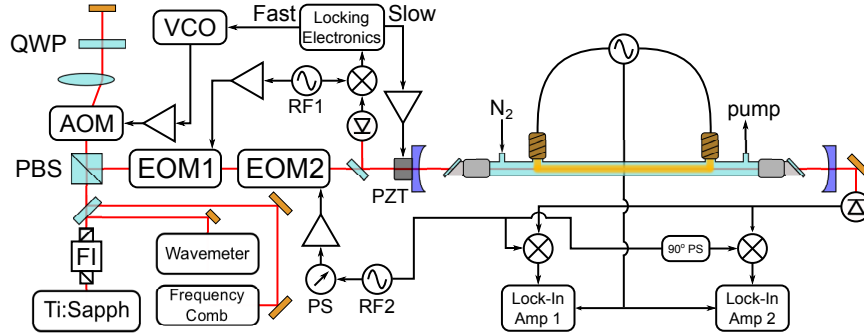 QWP
VCO
Fast
Locking
Electronics
Slow
AOM
RF1
N2
pump
PBS
EOM1
EOM2
PZT
FI
Wavemeter
Ti:Sapph
Frequency
Comb
PS
RF2
90° PS
Lock-In
Amp 1
Lock-In
Amp 2